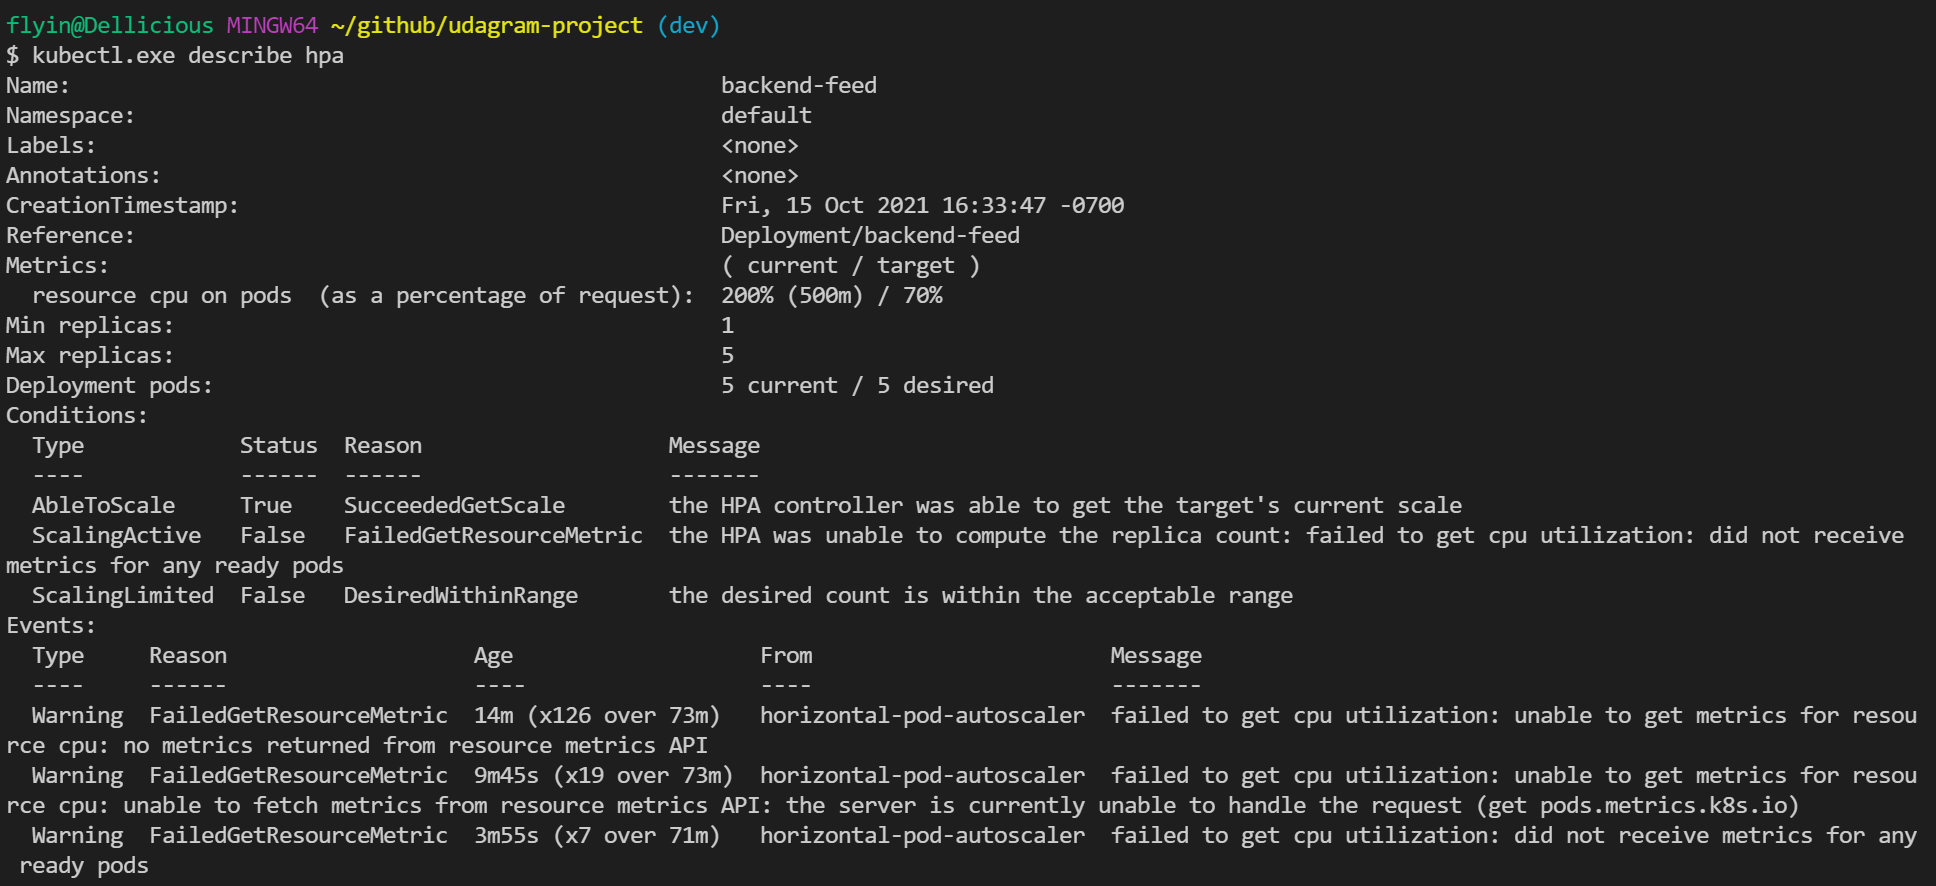 flyin@Dellicious MINGW64 ~/github/udagram-project (dev)
$ kubectl.exe describe hpa
Name:                                                  backend-feed
Namespace:                                             default
Labels:                                                <none>
Annotations:                                           <none>
CreationTimestamp:                                     Fri, 15 Oct 2021 16:33:47 -0700
Reference:                                             Deployment/backend-feed
Metrics:                                               ( current / target )
  resource cpu on pods  (as a percentage of request):  200% (500m) / 70%
Min replicas:                                          1
Max replicas:                                          5
Deployment pods:                                       5 current / 5 desired
Conditions:
  Type            Status  Reason                   Message
  ----            ------  ------                   -------
  AbleToScale     True    SucceededGetScale        the HPA controller was able to get the target's current scale
  ScalingActive   False   FailedGetResourceMetric  the HPA was unable to compute the replica count: failed to get cpu utilization: did not receive
metrics for any ready pods
  ScalingLimited  False   DesiredWithinRange       the desired count is within the acceptable range
Events:
  Type     Reason                   Age                   From                       Message
  ----     ------                   ----                  ----                       -------
  Warning  FailedGetResourceMetric  14m (x126 over 73m)   horizontal-pod-autoscaler  failed to get cpu utilization: unable to get metrics for resou
rce cpu: no metrics returned from resource metrics API
  Warning  FailedGetResourceMetric  9m45s (x19 over 73m)  horizontal-pod-autoscaler  failed to get cpu utilization: unable to get metrics for resou
rce cpu: unable to fetch metrics from resource metrics API: the server is currently unable to handle the request (get pods.metrics.k8s.io)
  Warning  FailedGetResourceMetric  3m55s (x7 over 71m)   horizontal-pod-autoscaler  failed to get cpu utilization: did not receive metrics for any
 ready pods